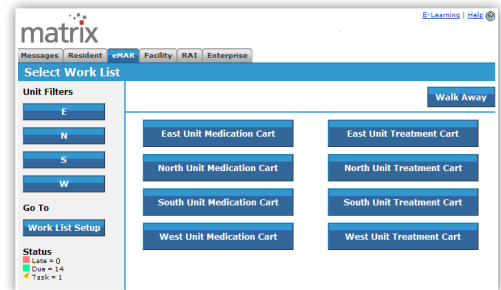 E-Learning | Help
matrix
Messages Resident eMAR Facility RAI Enterprise
Select Work List
Unit Filters
Walk Away
E
N
S
W
East Unit Medication Cart East Unit Treatment Cart
North Unit Medication Cart North Unit Treatment Cart
South Unit Medication Cart South Unit Treatment Cart
West Unit Medication Cart West Unit Treatment Cart
Go To
Work List Setup
Status
Late = 0
Due = 14
Task = 1